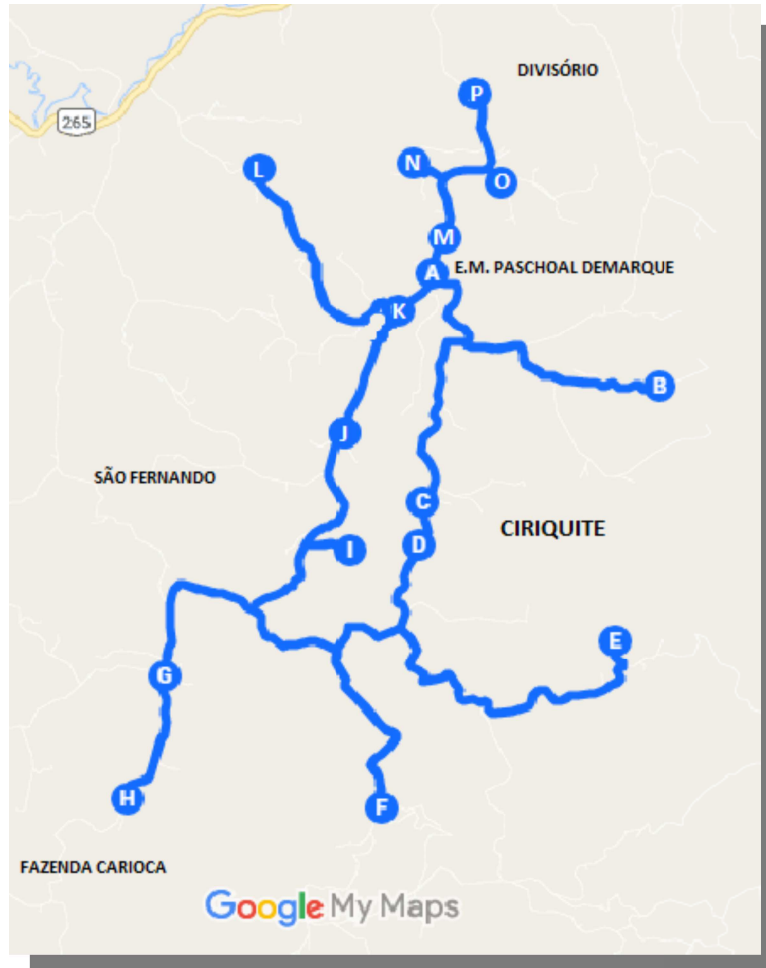 DIVISÓRIO
P
265
N
L
O
M
A
E.M. PASCHOAL DEMARQUE
K
B
J
SÃO FERNANDO
C
CIRIQUITE
D
I
E
G
H
F
FAZENDA CARIOCA
Google My Maps